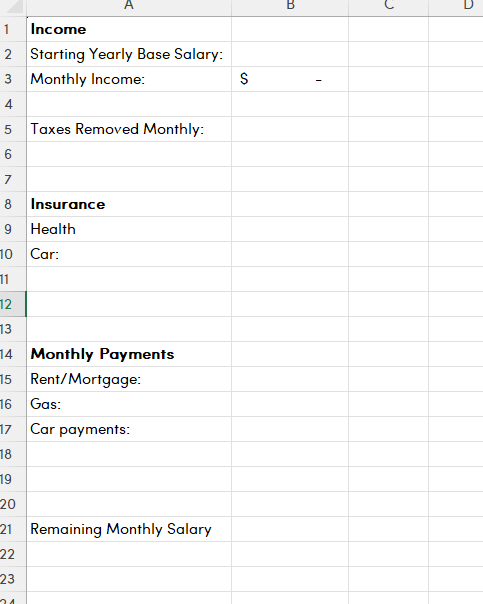 A B C D
1 Income
2 Starting Yearly Base Salary:
3 Monthly Income: $ -
4
5 Taxes Removed Monthly:
6
7
8 Insurance
9 Health
10 Car:
11
12
13
14 Monthly Payments
15 Rent/Mortgage:
16 Gas:
17 Car payments:
18
19
20
21 Remaining Monthly Salary
22
23
24